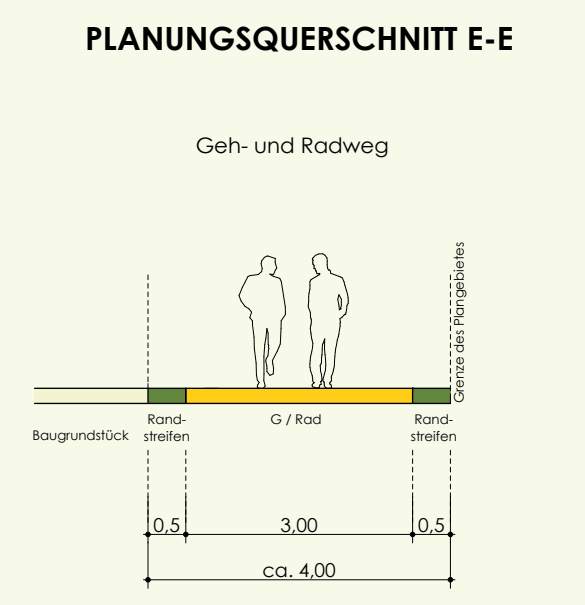 PLANUNGSQUERSCHNITT E-E
Geh- und Radweg
Grenze des Plangebietes
Baugrundstück
Rand-
streifen
G / Rad
Rand-
streifen
0,5
3,00
0,5
ca. 4,00